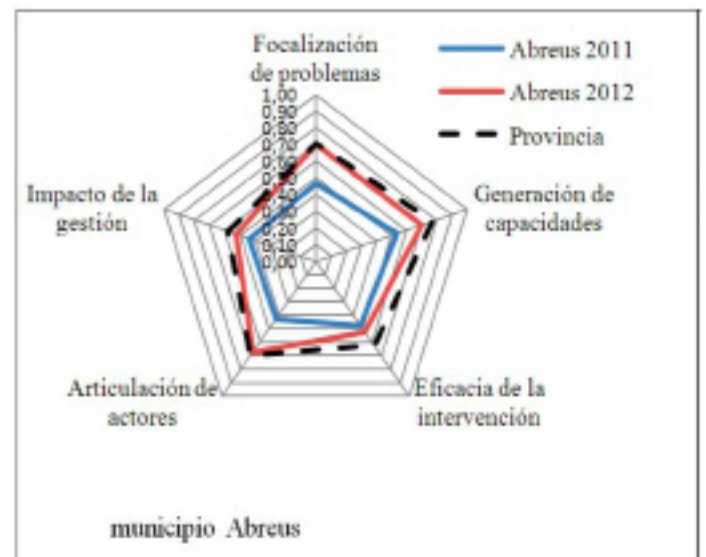 Focalización
de problemas
Abreus 2011
Abreus 2012
Provincia
1,00
0,90
0,80
0,70
0,60
0,50
0,40
0,30
0,20
0,10
0,00
Impacto de la
gestión
Generación de
capacidades
Articulación de
actores
Eficacia de la
intervención
municipio Abreus